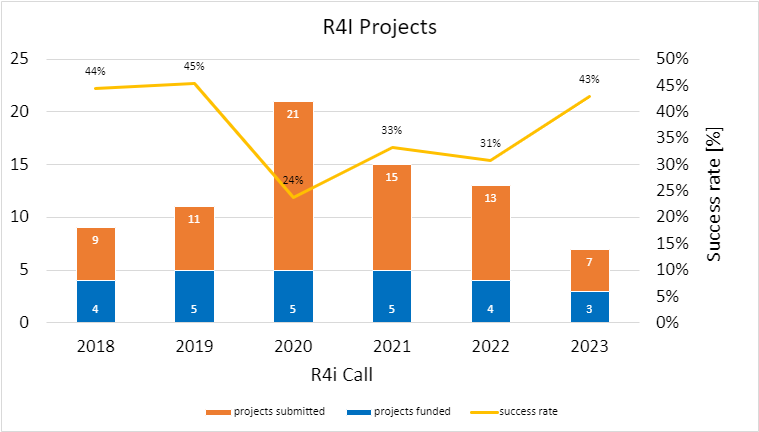 R4I Projects
25 50%
44% 45% 43%
45%
20 40%
21
33% 35%
31%
15 30%
15
24% 25%
13
10 20%
11
9 15%
7
5 10%
5%
4 5 5 5 4 3
0 0%
2018 2019 2020 2021 2022 2023
R4i Call
Success rate [%]
projects submitted projects funded success rate